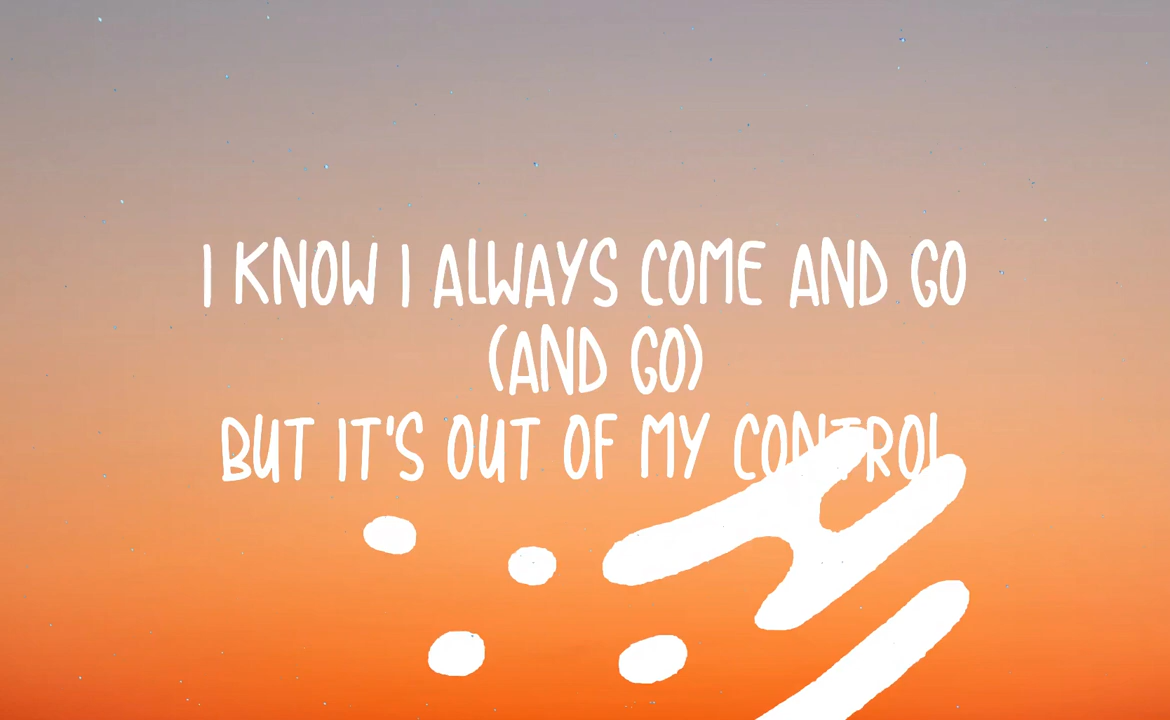 I KNOW I ALWAYS COME AND GO
(AND GO)
BUT IT'S OUT OF MY CONTROL